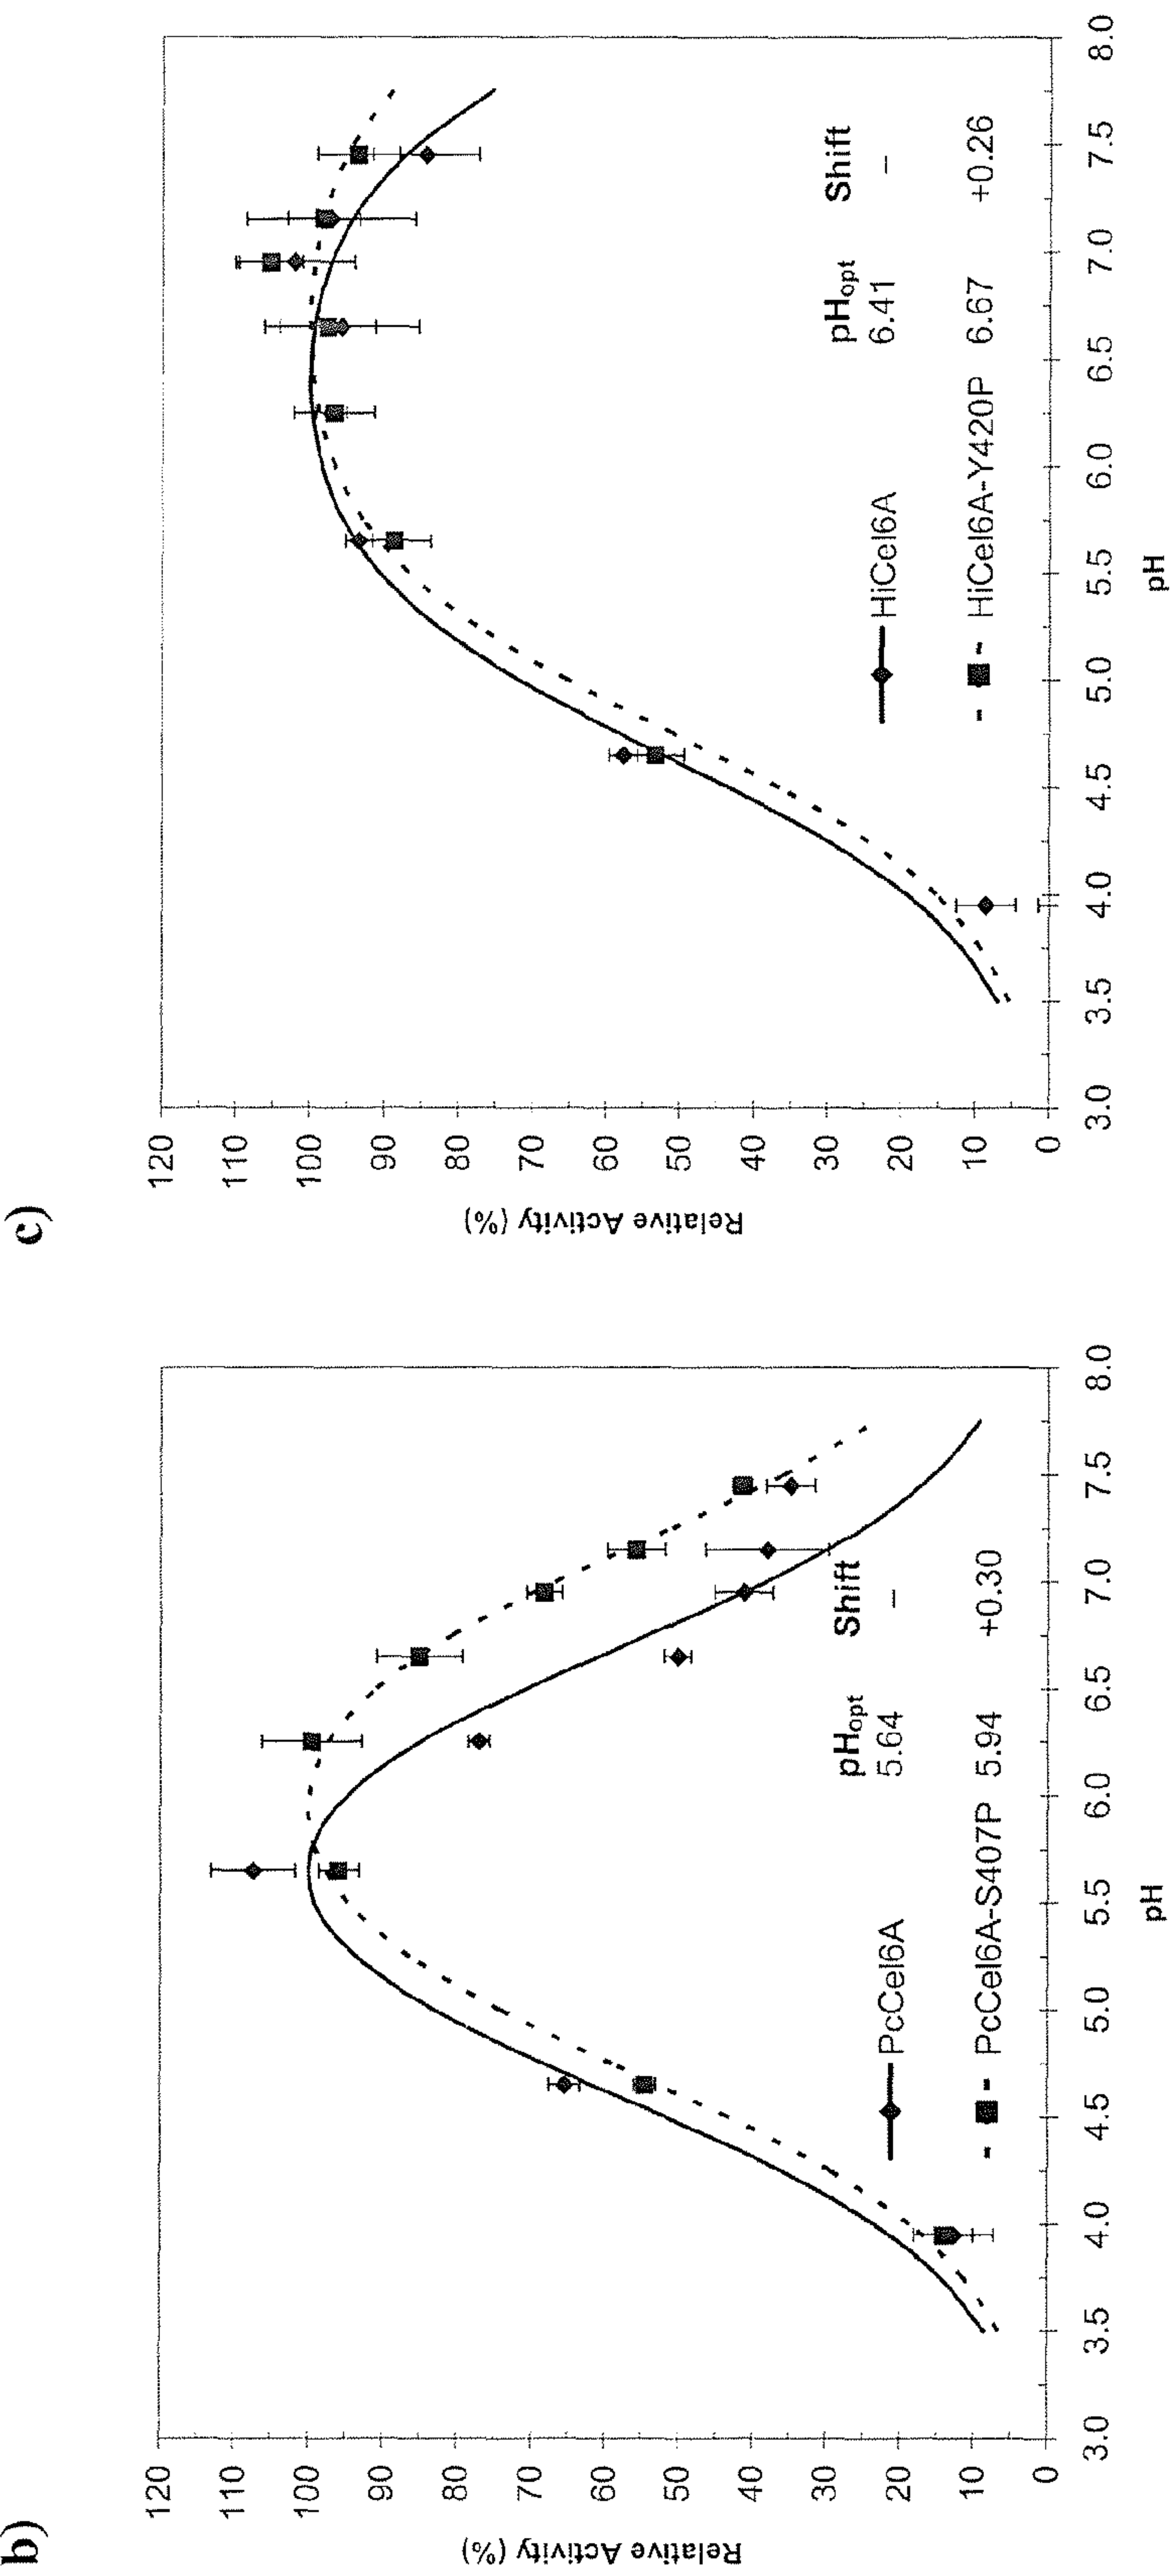 b)
Relative Activity (%)
120
110
100
90
80
70
60
50
40
30
20
10
0
3.0 3.5 4.0 4.5 5.0 5.5 6.0 6.5 7.0 7.5 8.0
pH
pHopt Shift
PcCel6A 5.64 –
PcCel6A-S407P 5.94 +0.30
c)
Relative Activity (%)
120
110
100
90
80
70
60
50
40
30
20
10
0
3.0 3.5 4.0 4.5 5.0 5.5 6.0 6.5 7.0 7.5 8.0
pH
pHopt Shift
HiCel6A 6.41 –
HiCel6A-Y420P 6.67 +0.26